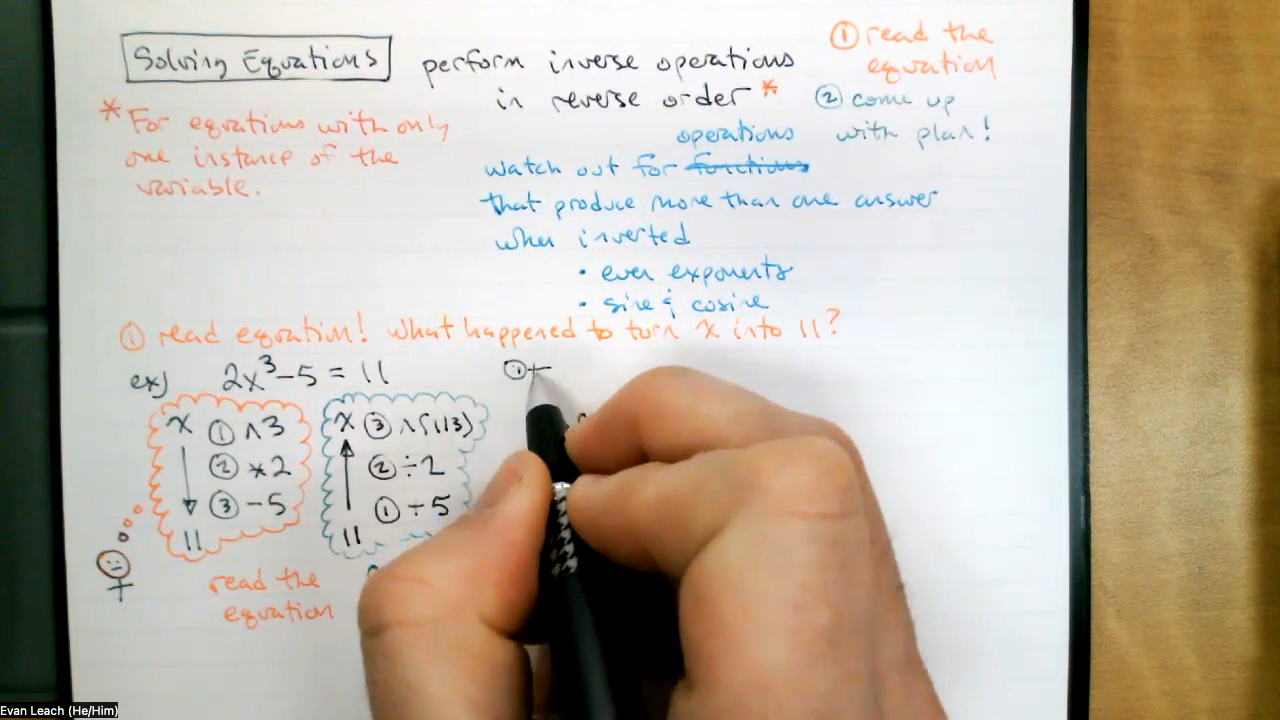 Solving Equations perform inverse operations
in reverse order *
① read the
equation
② come up
with plan!
* For equations with only
one instance of the
variable.
operations
watch out for functions
that produce more than one answer
when inverted
• even exponents
• sine & cosine
① read equation! What happened to turn x into 11?
ex) 2x³-5 = 11
x ① ^3
② *2
③ -5
11
read the
equation
x ③ ^(1/3)
② ÷2
① + 5
11
① +
Evan Leach (He/Him)